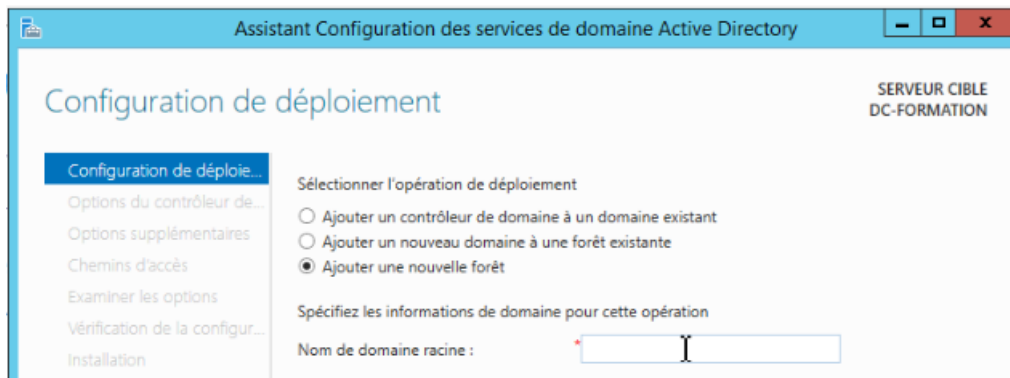 Assistant Configuration des services de domaine Active Directory
Configuration de déploiement
SERVEUR CIBLE
DC-FORMATION
Configuration de déploie...
Options du contrôleur de...
Options supplémentaires
Chemins d'accès
Examiner les options
Vérification de la configur...
Installation
Sélectionner l'opération de déploiement
Ajouter un contrôleur de domaine à un domaine existant
Ajouter un nouveau domaine à une forêt existante
Ajouter une nouvelle forêt
Spécifiez les informations de domaine pour cette opération
Nom de domaine racine : *